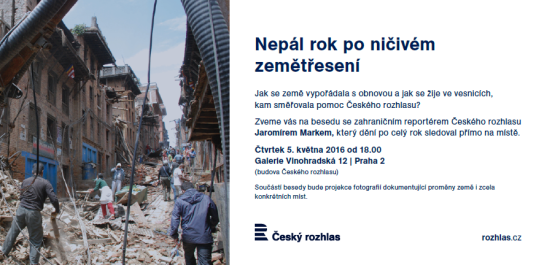 Nepál rok po ničivém
zemětřesení
Jak se země vypořádala s obnovou a jak se žije ve vesnicích,
kam směřovala pomoc Českého rozhlasu?
Zveme vás na besedu se zahraničním reportérem Českého rozhlasu
Jaromírem Markem, který dění po celý rok sledoval přímo na místě.
Čtvrtek 5. května 2016 od 18.00
Galerie Vinohradská 12 | Praha 2
(budova Českého rozhlasu)
Součástí besedy bude projekce fotografií dokumentující proměny země i zcela
konkrétních míst.
Český rozhlas
rozhlas.cz